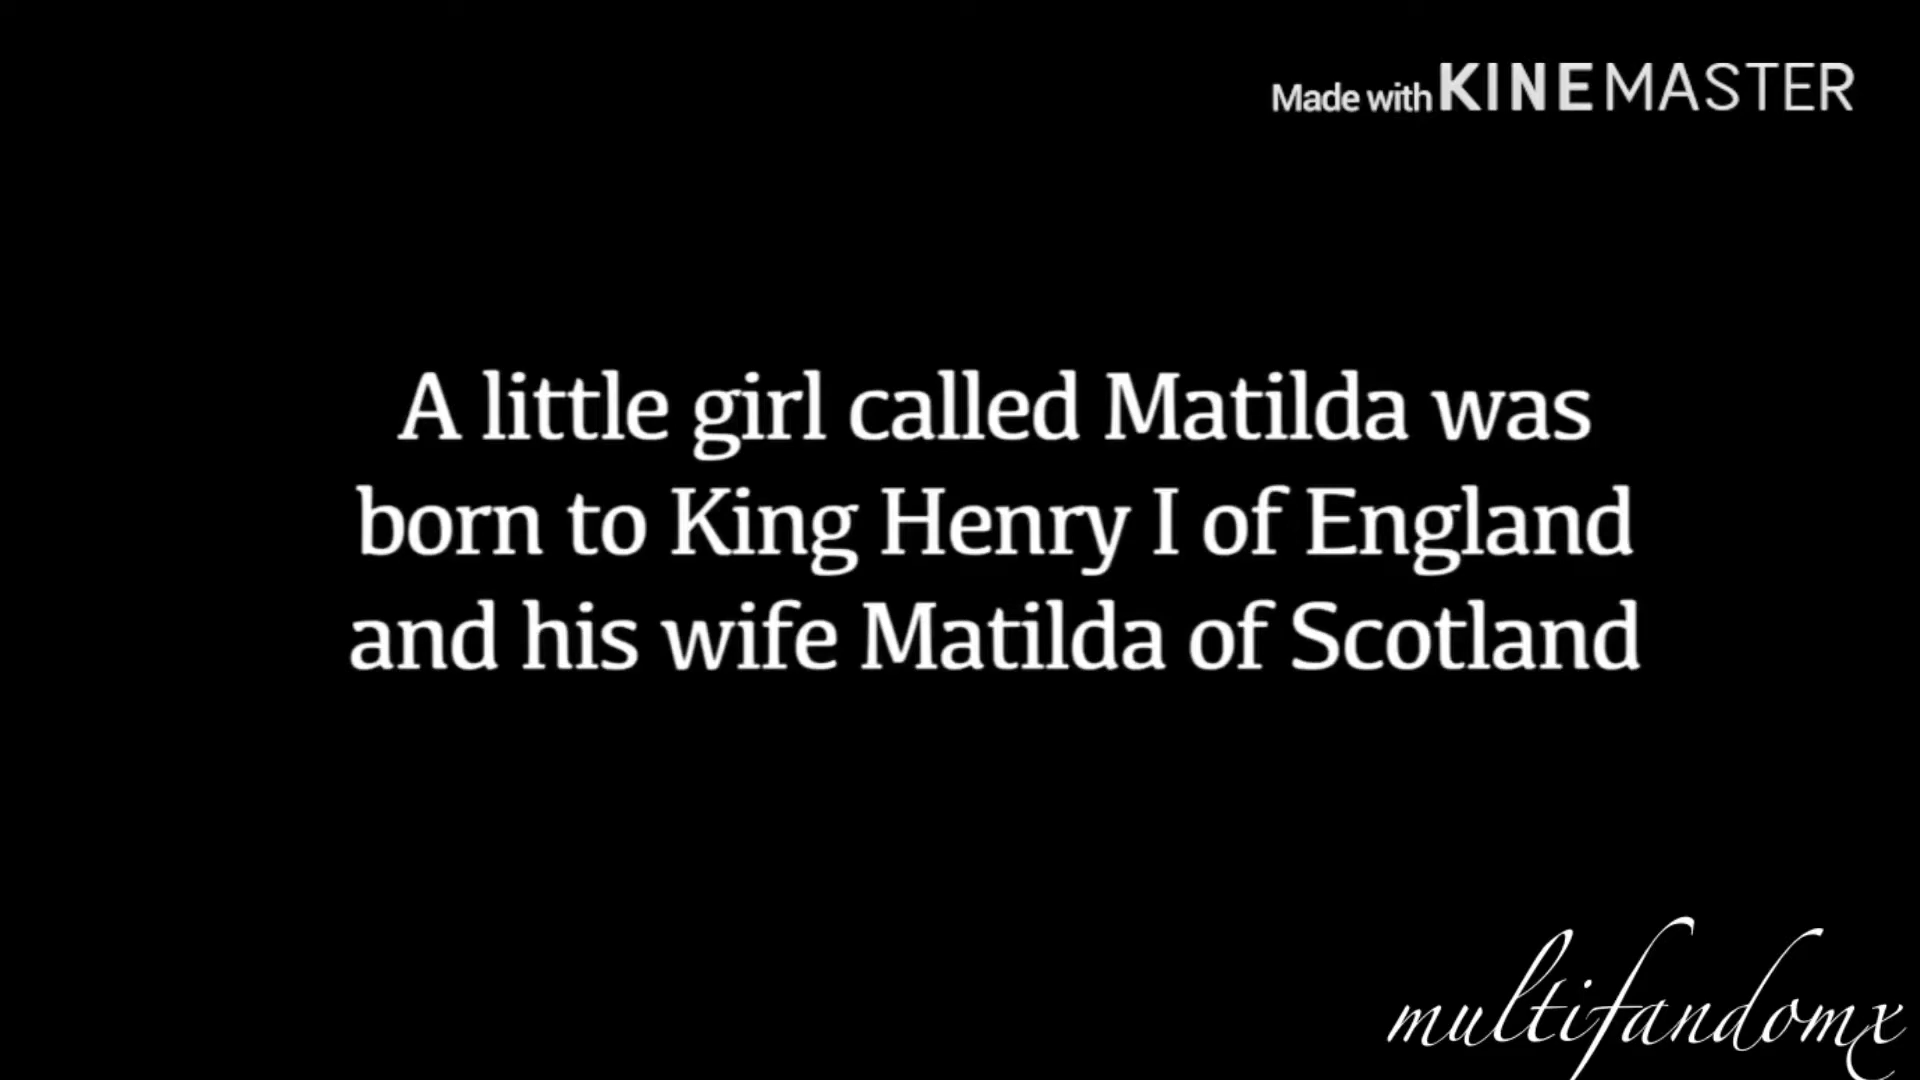 Made with KINEMASTER
A little girl called Matilda was
born to King Henry I of England
and his wife Matilda of Scotland
multifandomx